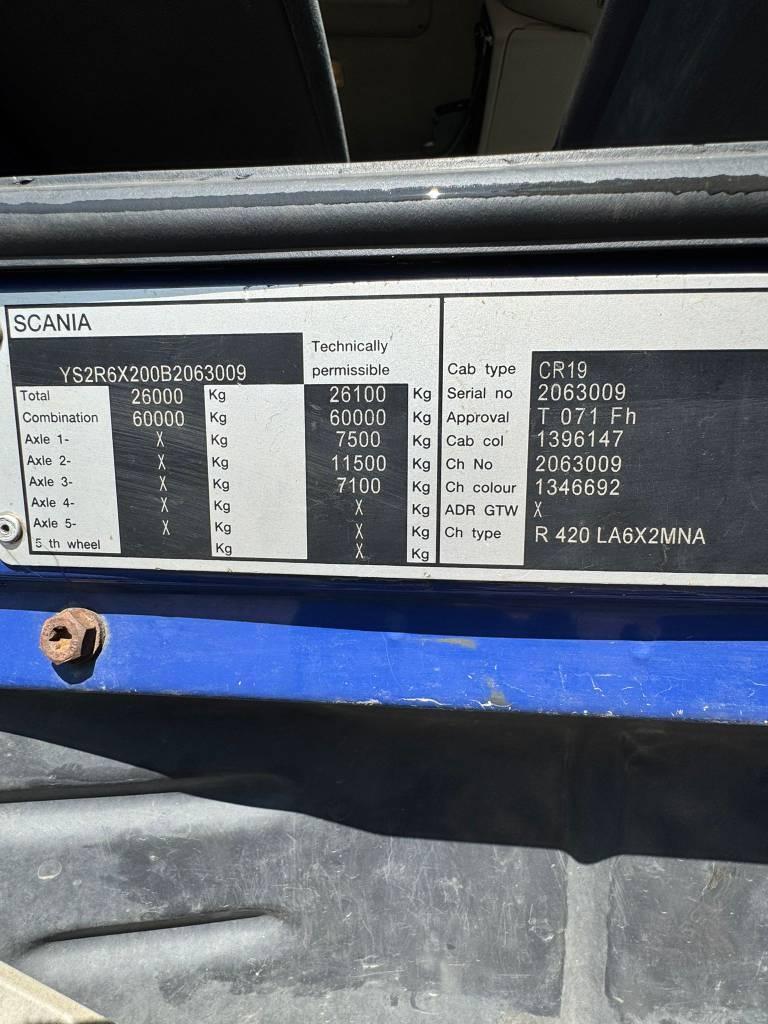 SCANIA
YS2R6X200B2063009
Technically
permissible
Total 26000 Kg 26100 Kg
Combination 60000 Kg 60000 Kg
Axle 1- X Kg 7500 Kg
Axle 2- X Kg 11500 Kg
Axle 3- X Kg 7100 Kg
Axle 4- X Kg X Kg
Axle 5- X Kg X Kg
5 th wheel Kg X Kg
Cab type CR19
Serial no 2063009
Approval T 071 Fh
Cab col 1396147
Ch No 2063009
Ch colour 1346692
ADR GTW X
Ch type R 420 LA6X2MNA